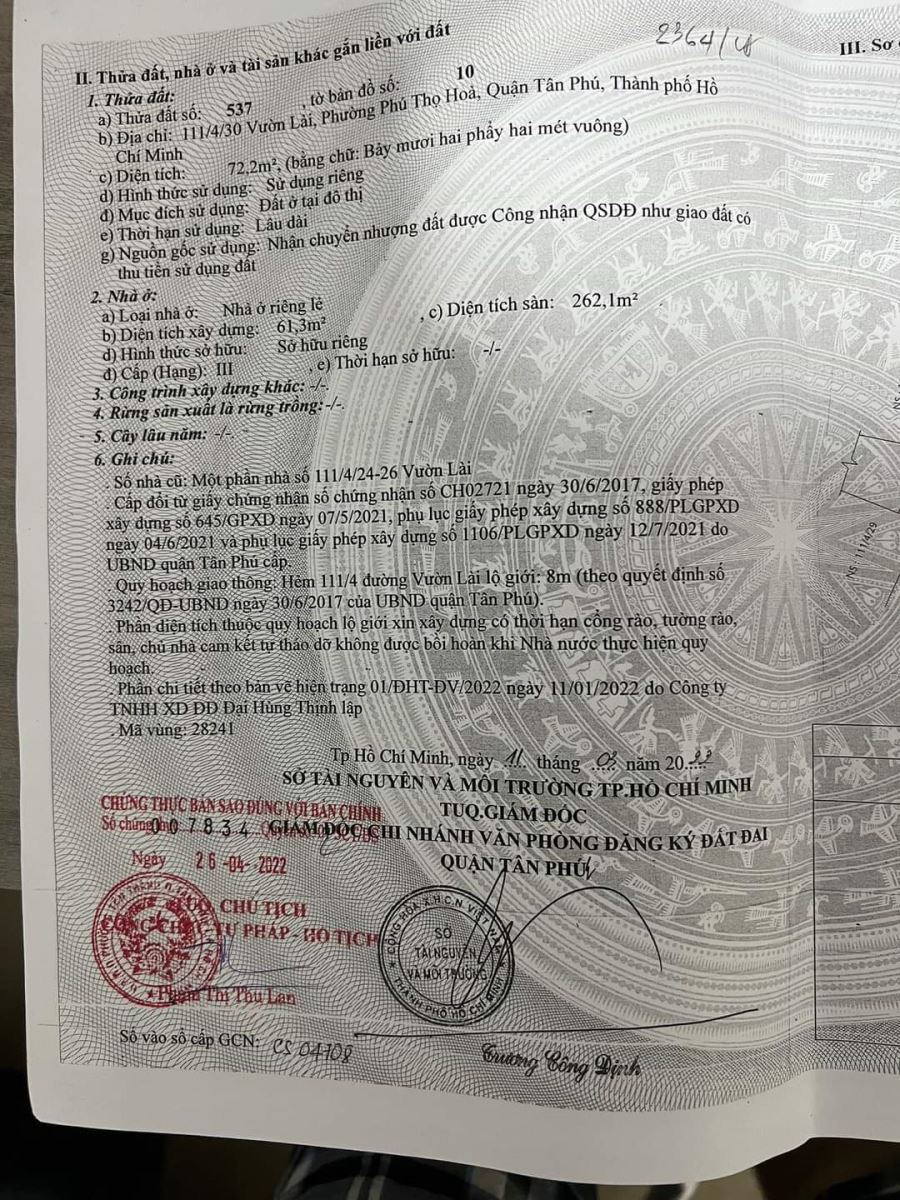 2364/
III. Sơ
II. Thửa đất, nhà ở và tài sản khác gắn liền với đất
1. Thửa đất:
a) Thửa đất số: 537 , tờ bản đồ số: 10
b) Địa chỉ: 111/4/30 Vườn Lài, Phường Phú Thọ Hoà, Quận Tân Phú, Thành phố Hồ
Chí Minh
c) Diện tích: 72,2m², (bằng chữ: Bảy mươi hai phẩy hai mét vuông)
d) Hình thức sử dụng: Sử dụng riêng
đ) Mục đích sử dụng: Đất ở tại đô thị
e) Thời hạn sử dụng: Lâu dài
g) Nguồn gốc sử dụng: Nhận chuyển nhượng đất được Công nhận QSDĐ như giao đất có
thu tiền sử dụng đất
2. Nhà ở:
a) Loại nhà ở: Nhà ở riêng lẻ
b) Diện tích xây dựng: 61,3m² , c) Diện tích sàn: 262,1m²
d) Hình thức sở hữu: Sở hữu riêng
đ) Cấp (Hạng): III , e) Thời hạn sở hữu: -/-
3. Công trình xây dựng khác: -/-.
4. Rừng sản xuất là rừng trồng: -/-.
5. Cây lâu năm: -/-.
6. Ghi chú:
. Số nhà cũ: Một phần nhà số 111/4/24-26 Vườn Lài
. Cấp đổi từ giấy chứng nhận số chứng nhận số CH02721 ngày 30/6/2017, giấy phép
xây dựng số 645/GPXD ngày 07/5/2021, phụ lục giấy phép xây dựng số 888/PLGPXD
ngày 04/6/2021 và phụ lục giấy phép xây dựng số 1106/PLGPXD ngày 12/7/2021 do
UBND quận Tân Phú cấp.
. Quy hoạch giao thông: Hẻm 111/4 đường Vườn Lài lộ giới: 8m (theo quyết định số
3242/QĐ-UBND ngày 30/6/2017 của UBND quận Tân Phú).
. Phần diện tích thuộc quy hoạch lộ giới xin xây dựng có thời hạn cổng rào, tường rào,
sân, chủ nhà cam kết tự tháo dỡ không được bồi hoàn khi Nhà nước thực hiện quy
hoạch.
. Phần chi tiết theo bản vẽ hiện trạng 01/ĐHT-ĐV/2022 ngày 11/01/2022 do Công ty
TNHH XD ĐĐ Đại Hùng Thịnh lập
. Mã vùng: 28241
NS 111/4/29
Tp Hồ Chí Minh, ngày 11 tháng 03 năm 2022
SỞ TÀI NGUYÊN VÀ MÔI TRƯỜNG TP.HỒ CHÍ MINH
TUQ.GIÁM ĐỐC
GIÁM ĐỐC CHI NHÁNH VĂN PHÒNG ĐĂNG KÝ ĐẤT ĐAI
QUẬN TÂN PHÚ
CHỨNG THỰC BẢN SAO ĐÚNG VỚI BẢN CHÍNH
Số chứng 007834
Ngày 26-04-2022
CHỦ TỊCH
TƯ PHÁP - HỘ TỊCH
Phạm Thị Thu Lan
CỘNG HÒA X.H.C.N VIỆT NAM
SỞ
TÀI NGUYÊN
VÀ MÔI TRƯỜNG
THÀNH PHỐ HỒ CHÍ MINH
Số vào sổ cấp GCN: CS 04108
Trương Công Định